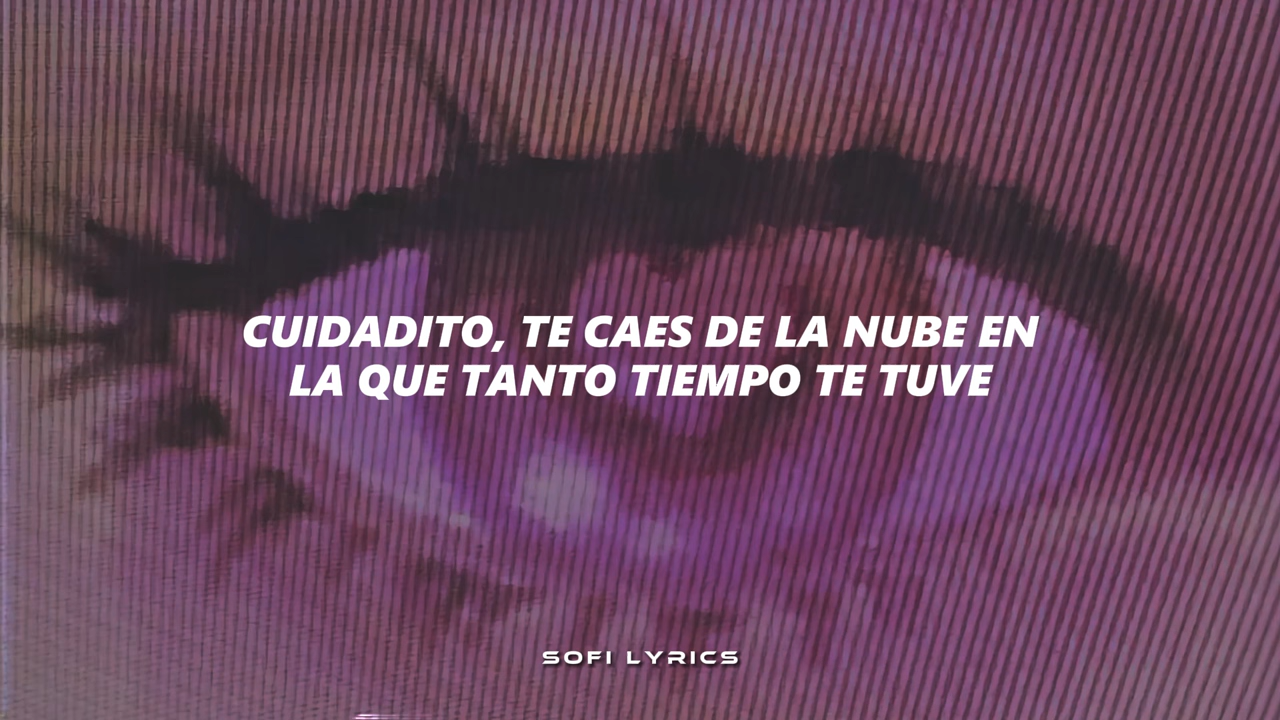 CUIDADITO, TE CAES DE LA NUBE EN
LA QUE TANTO TIEMPO TE TUVE
SOFI LYRICS